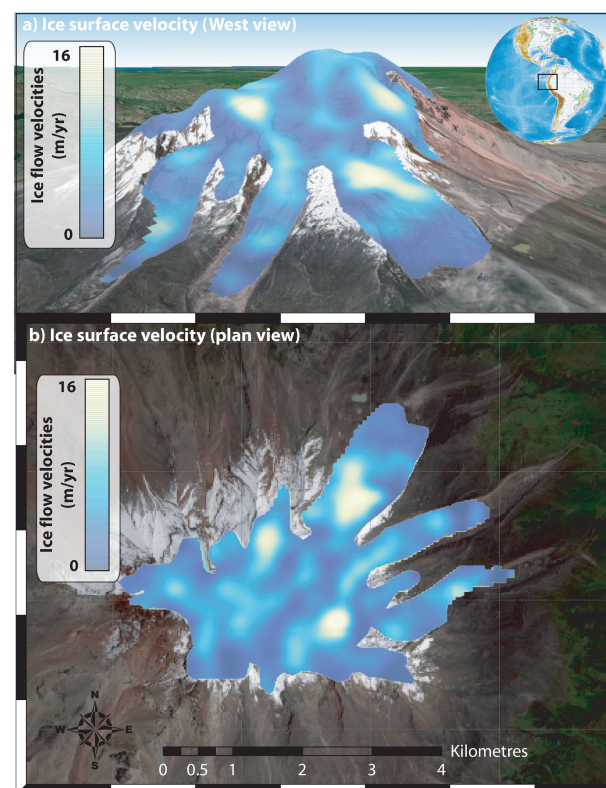 a) Ice surface velocity (West view)
16
Ice flow velocities
(m/yr)
0
b) Ice surface velocity (plan view)
16
Ice flow velocities
(m/yr)
0
N
W
E
S
Kilometres
0 0.5 1 2 3 4